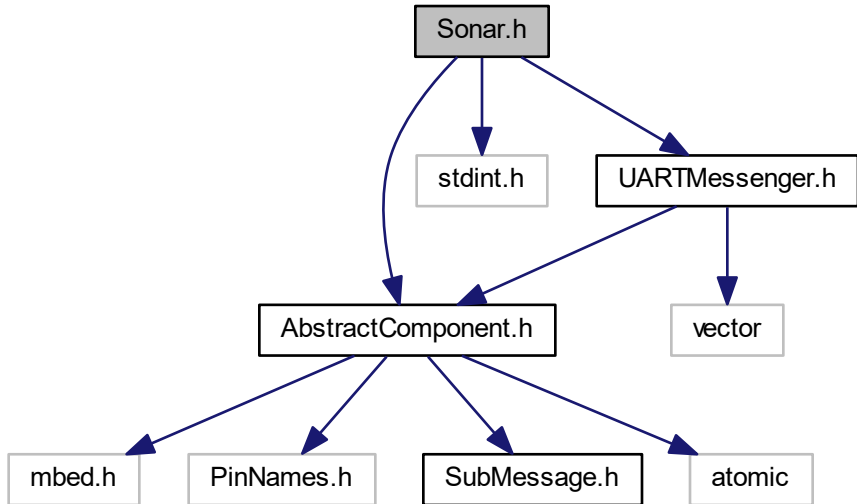 Sonar.h
stdint.h
UARTMessenger.h
AbstractComponent.h
vector
mbed.h
PinNames.h
SubMessage.h
atomic